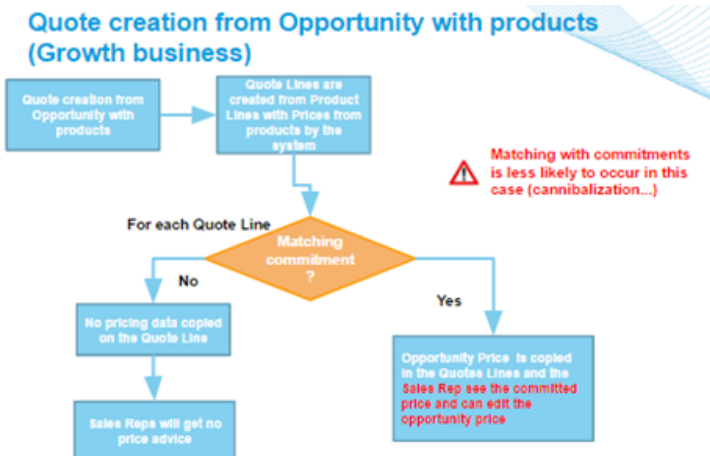 Quote creation from Opportunity with products
(Growth business)
Quote creation from
Opportunity with
products
Quote Lines are
created from Product
Lines with Prices from
products by the
system
Matching with commitments
is less likely to occur in this
case (cannibalization...)
For each Quote Line
Matching
commitment
?
No
Yes
No pricing data copied
on the Quote Line
Opportunity Price is copied
in the Quotes Lines and the
Sales Rep see the committed
price and can edit the
opportunity price
Sales Reps will get no
price advice